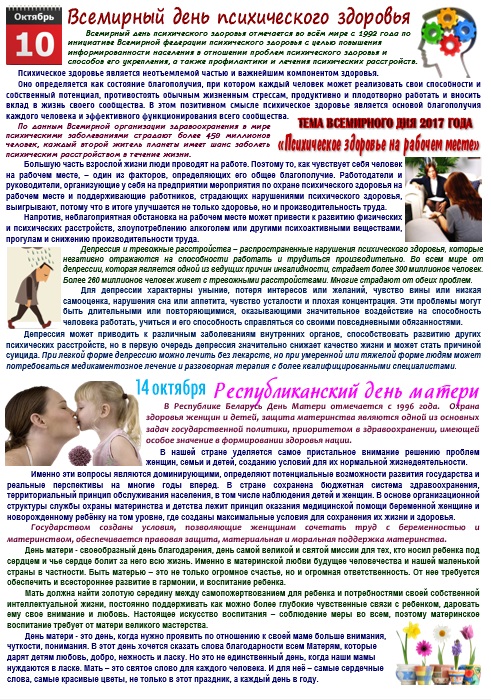 Октябрь
10
Всемирный день психического здоровья
Всемирный день психического здоровья отмечается во всём мире с 1992 года по
инициативе Всемирной федерации психического здоровья с целью повышения
информированности населения в отношении проблем психического здоровья и
способов его укрепления, а также профилактики и лечения психических расстройств.
Психическое здоровье является неотъемлемой частью и важнейшим компонентом здоровья.
Оно определяется как состояние благополучия, при котором каждый человек может реализовать свои способности и
собственный потенциал, противостоять обычным жизненным стрессам, продуктивно и плодотворно работать и вносить
вклад в жизнь своего сообщества. В этом позитивном смысле психическое здоровье является основой благополучия
каждого человека и эффективного функционирования всего сообщества.
По данным Всемирной организации здравоохранения в мире
психическими заболеваниями страдают более 450 миллионов
человек, каждый второй житель планеты имеет шанс заболеть
психическим расстройством в течение жизни.
ТЕМА ВСЕМИРНОГО ДНЯ 2017 ГОДА
«Психическое здоровье на рабочем месте»
Большую часть взрослой жизни люди проводят на работе. Поэтому то, как чувствует себя человек
на рабочем месте, – один из факторов, определяющих его общее благополучие. Работодатели и
руководители, организующие у себя на предприятии мероприятия по охране психического здоровья на
рабочем месте и поддерживающие работников, страдающих нарушениями психического здоровья,
выигрывают, потому что в итоге улучшается не только здоровье, но и производительность труда.
Напротив, неблагоприятная обстановка на рабочем месте может привести к развитию физических
и психических расстройств, злоупотреблению алкоголем или другими психоактивными веществами,
прогулам и снижению производительности труда.
Депрессия и тревожные расстройства – распространенные нарушения психического здоровья, которые
негативно отражаются на способности работать и трудиться производительно. Во всем мире от
депрессии, которая является одной из ведущих причин инвалидности, страдает более 300 миллионов человек.
Более 260 миллионов человек живет с тревожными расстройствами. Многие страдают от обеих проблем.
Для депрессии характерны уныние, потеря интересов или желаний, чувство вины или низкая
самооценка, нарушения сна или аппетита, чувство усталости и плохая концентрация. Эти проблемы могут
быть длительными или повторяющимися, оказывающими значительное воздействие на способность
человека работать, учиться и его способность справляться со своими повседневными обязанностями.
Депрессия может приводить к различным заболеваниям внутренних органов, способствовать развитию других
психических расстройств, но в первую очередь депрессия значительно снижает качество жизни и может стать причиной
суицида. При легкой форме депрессию можно лечить без лекарств, но при умеренной или тяжелой форме людям может
потребоваться медикаментозное лечение и разговорная терапия с более квалифицированными специалистами.
14 октября Республиканский день матери
В Республике Беларусь День Матери отмечается с 1996 года. Охрана
здоровья женщин и детей, защита материнства являются одной из основных
задач государственной политики, приоритетом в здравоохранении, имеющей
особое значение в формировании здоровья нации.
В нашей стране уделяется самое пристальное внимание решению проблем
женщин, семьи и детей, созданию условий для их нормальной жизнедеятельности.
Именно эти вопросы являются доминирующими, определяют потенциальные возможности развития государства и
реальные перспективы на многие годы вперед. В стране сохранена бюджетная система здравоохранения,
территориальный принцип обслуживания населения, в том числе наблюдения детей и женщин. В основе организационной
структуры службы охраны материнства и детства лежит принцип оказания медицинской помощи беременной женщине и
новорожденному ребёнку на том уровне, где созданы максимальные условия для сохранения их жизни и здоровья.
Государством созданы условия, позволяющие женщинам сочетать труд с беременностью и
материнством, обеспечивается правовая защита, материальная и моральная поддержка материнства.
День матери - своеобразный день благодарения, день самой великой и святой миссии для тех, кто носил ребенка под
сердцем и чье сердце болит за него всю жизнь. Именно в материнской любви будущее человечества и нашей маленькой
страны в частности. Быть матерью – это не только огромное счастье, но и огромная ответственность. От нее требуется
обеспечить и всестороннее развитие в гармонии, и воспитание ребенка.
Мать должна найти золотую середину между самопожертвованием для ребенка и потребностями своей собственной
интеллектуальной жизни, постоянно поддерживать как можно более глубокие чувственные связи с ребенком, даровать
ему свое внимание и любовь. Настоящее искусство воспитания – соблюдение меры во всем, поэтому материнское
воспитание требует от матери великого мастерства.
День матери - это день, когда нужно проявить по отношению к своей маме больше внимания,
чуткости, понимания. В этот день хочется сказать слова благодарности всем Матерям, которые
дарят детям любовь, добро, нежность и ласку. Но это не единственный день, когда наши мамы
нуждаются в ласке. Мать – это святое слово для каждого человека. И для неё – самые сердечные
слова, самые красивые цветы, не только в этот праздник, а каждый день в году.